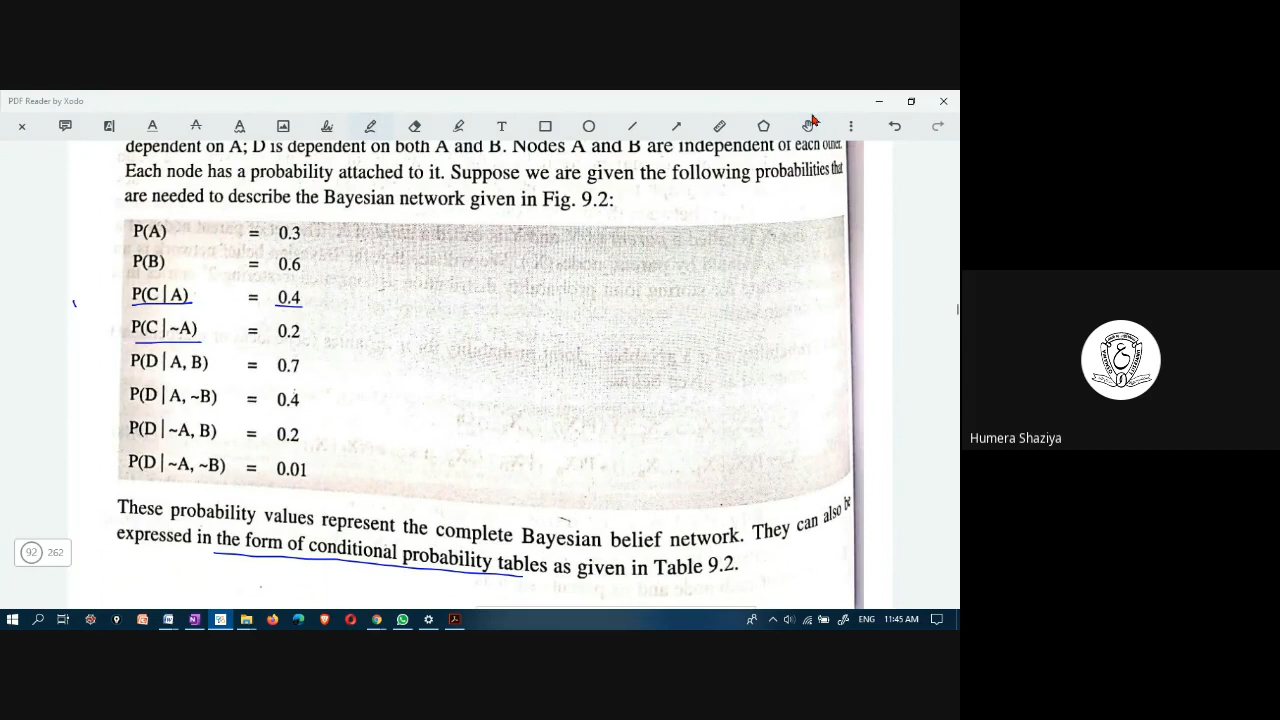 PDF Reader by Xodo
dependent on A; D is dependent on both A and B. Nodes A and B are independent of each other.
Each node has a probability attached to it. Suppose we are given the following probabilities that
are needed to describe the Bayesian network given in Fig. 9.2:
P(A) = 0.3
P(B) = 0.6
P(C | A) = 0.4
P(C | ~A) = 0.2
P(D | A, B) = 0.7
P(D | A, ~B) = 0.4
P(D | ~A, B) = 0.2
P(D | ~A, ~B) = 0.01
These probability values represent the complete Bayesian belief network. They can also be
expressed in the form of conditional probability tables as given in Table 9.2.
92 262
ENG 11:45 AM
Humera Shaziya